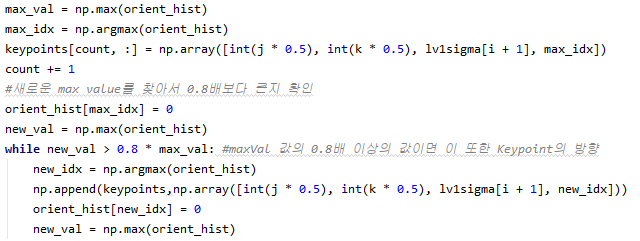 max_val = np.max(orient_hist)
max_idx = np.argmax(orient_hist)
keypoints[count, :] = np.array([int(j * 0.5), int(k * 0.5), lv1sigma[i + 1], max_idx])
count += 1
#새로운 max value를 찾아서 0.8배보다 큰지 확인
orient_hist[max_idx] = 0
new_val = np.max(orient_hist)
while new_val > 0.8 * max_val: #maxVal 값의 0.8배 이상의 값이면 이 또한 Keypoint의 방향
    new_idx = np.argmax(orient_hist)
    np.append(keypoints,np.array([int(j * 0.5), int(k * 0.5), lv1sigma[i + 1], new_idx]))
    orient_hist[new_idx] = 0
    new_val = np.max(orient_hist)